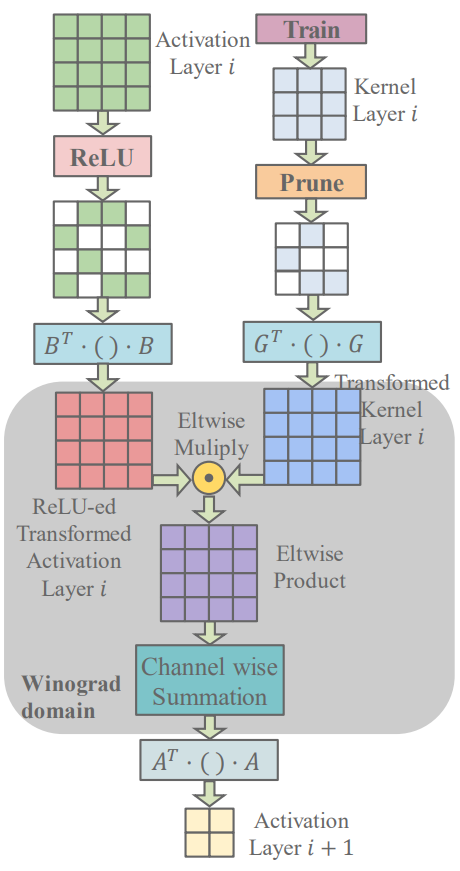 Activation
Layer i
Train
Kernel
Layer i
ReLU
Prune
B^T · ( ) · B
G^T · ( ) · G
Transformed
Kernel
Layer i
Eltwise
Muliply
ReLU-ed
Transformed
Activation
Layer i
Eltwise
Product
Channel wise
Summation
Winograd
domain
A^T · ( ) · A
Activation
Layer i + 1